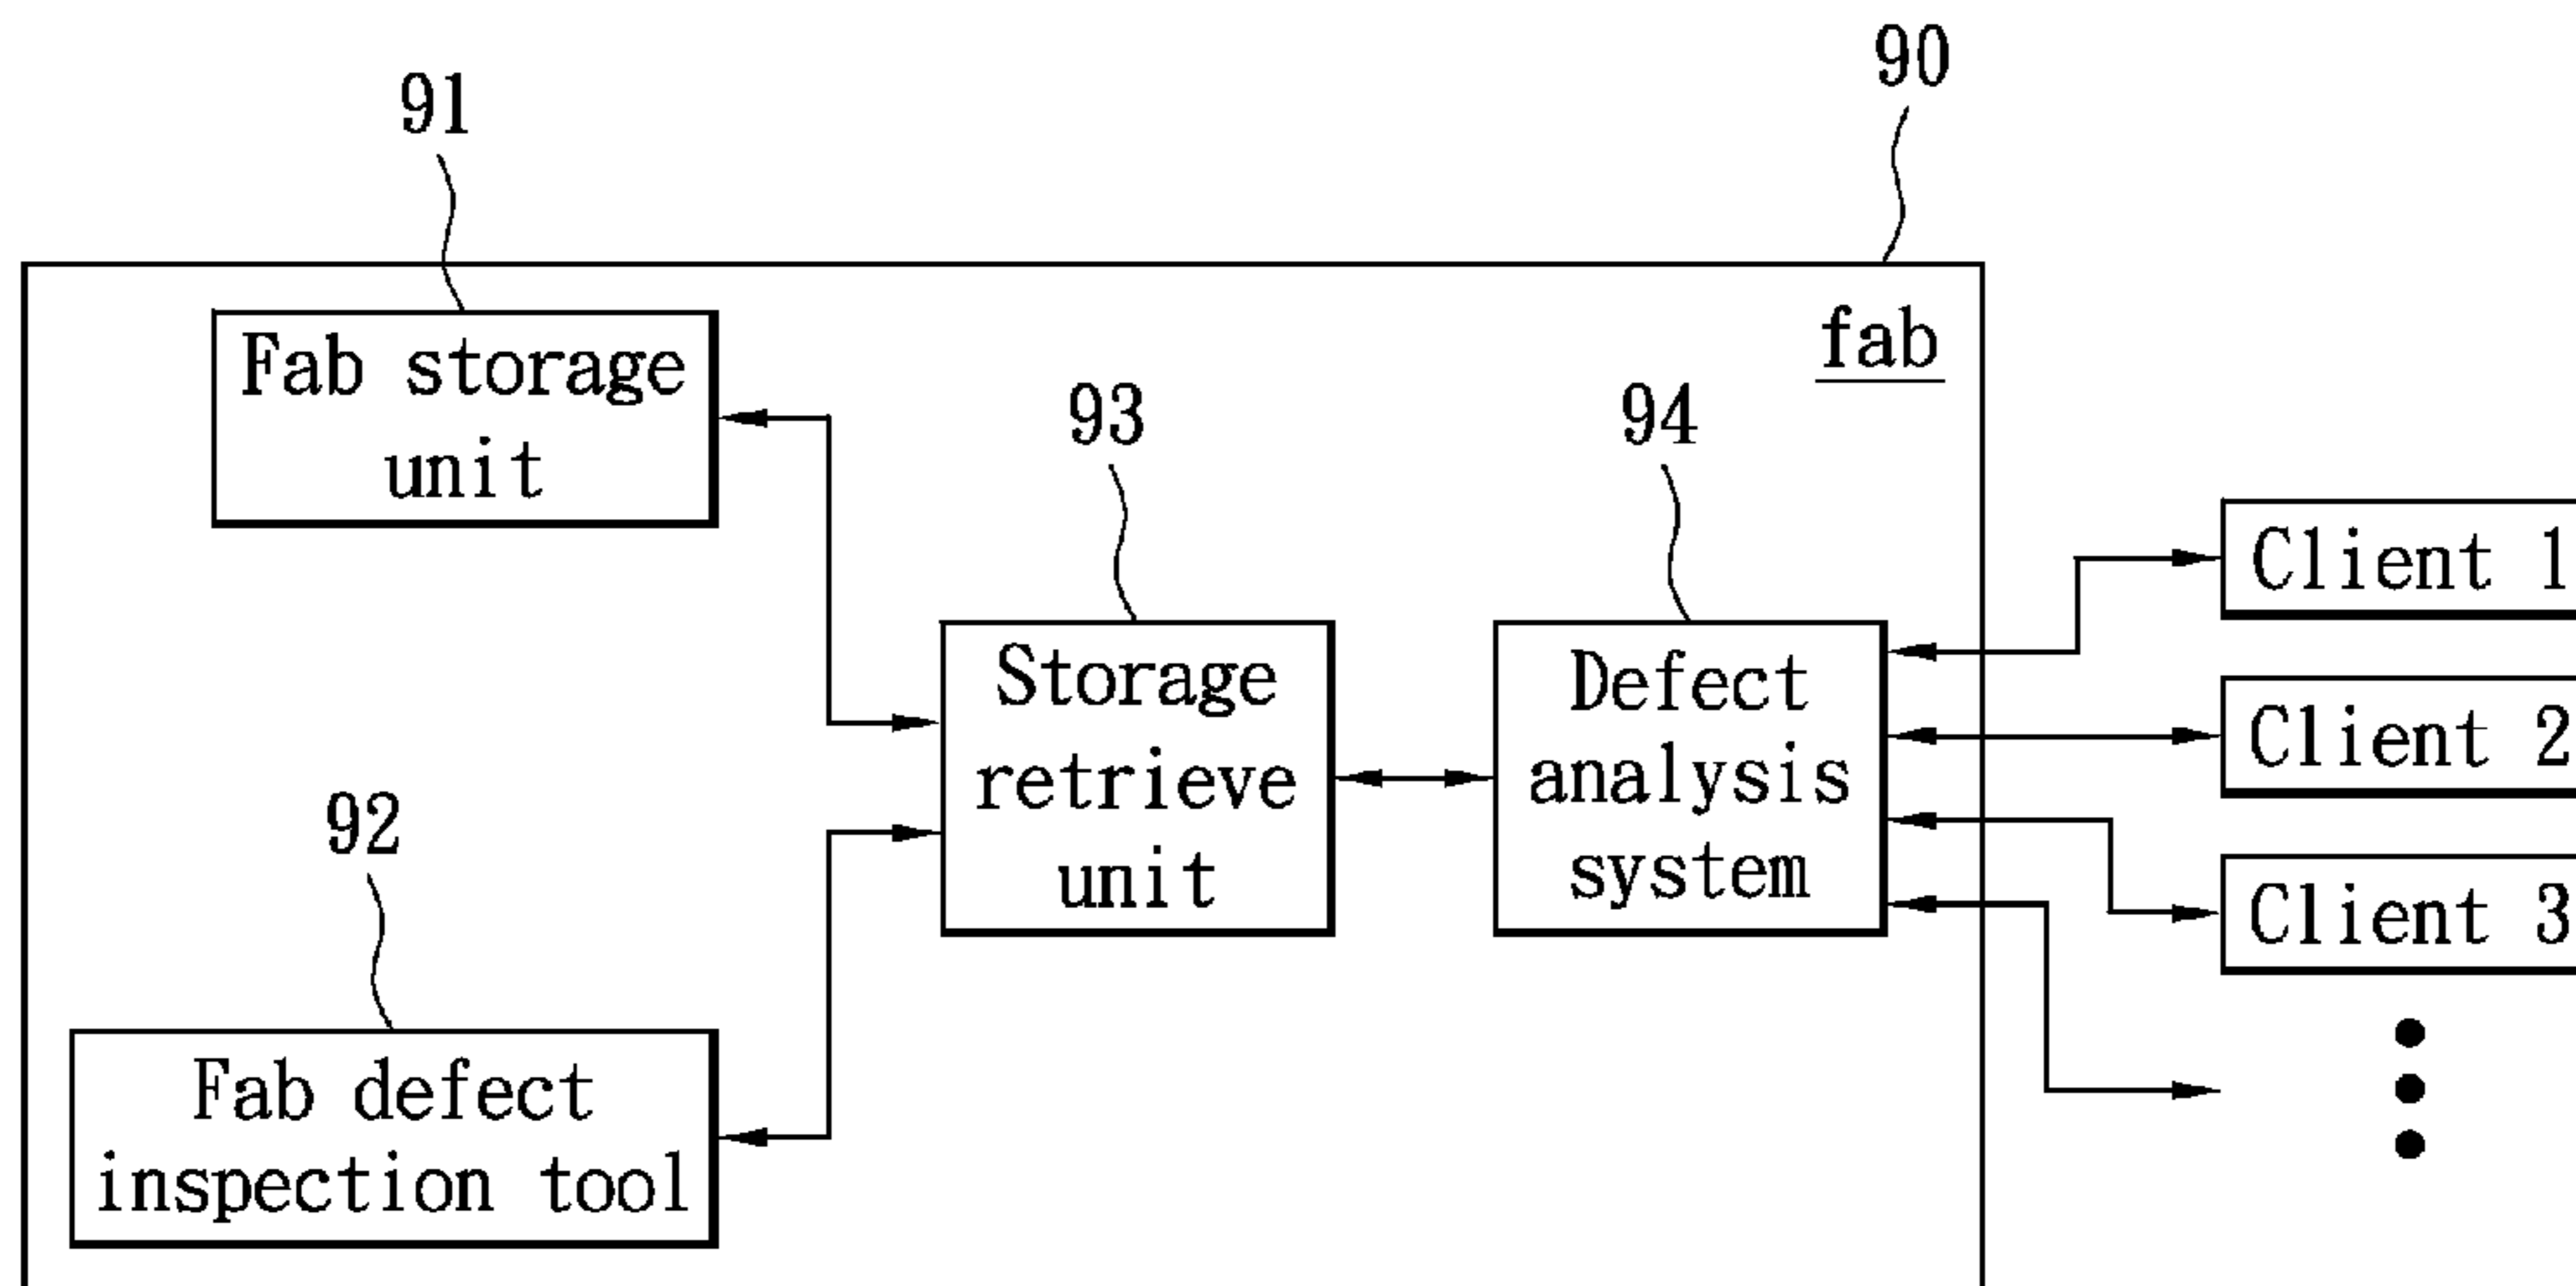 90
91
fab
Fab storage
unit
93
94
Client 1
Storage
retrieve
unit
Defect
analysis
system
Client 2
Client 3
92
Fab defect
inspection tool